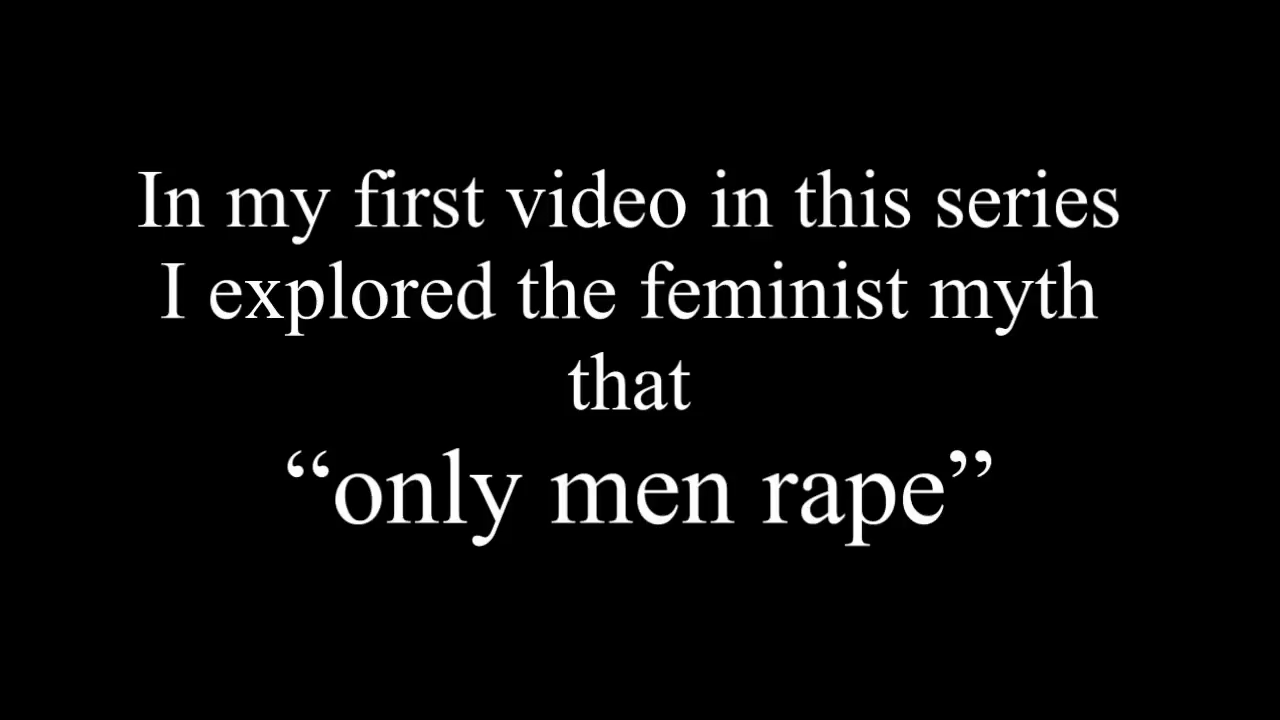 In my first video in this series
I explored the feminist myth
that
“only men rape”